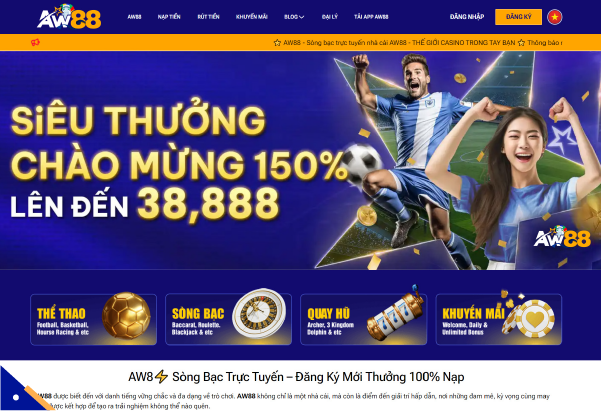 AW88
AW88 NẠP TIỀN RÚT TIỀN KHUYẾN MÃI BLOG ĐẠI LÝ TẢI APP AW88 ĐĂNG NHẬP ĐĂNG KÝ
AW88 - Sòng bạc trực tuyến nhà cái AW88 - THẾ GIỚI CASINO TRONG TAY BẠN Thông báo
SiÊU THƯỞNG
CHÀO MỪNG 150%
LÊN ĐẾN 38,888
AW88
THỂ THAO
Football, Basketball,
Hourse Racing & etc
SÒNG BẠC
Baccarat, Roulette.
Blackjack & etc
QUAY HŨ
Archer, 3 Kingdom
Dolphin & etc
KHUYẾN MÃI
Welcome, Daily &
Unlimited Bonus
AW8⚡ Sòng Bạc Trực Tuyến – Đăng Ký Mới Thưởng 100% Nạp
AW88 được biết đến với danh tiếng vững chắc và đa dạng về trò chơi. AW88 không chỉ là một nhà cái, mà còn là điểm đến giải trí hấp dẫn, nơi những đam mê, kỳ vọng cùng may
được kết hợp để tạo ra trải nghiệm không thể nào quên.